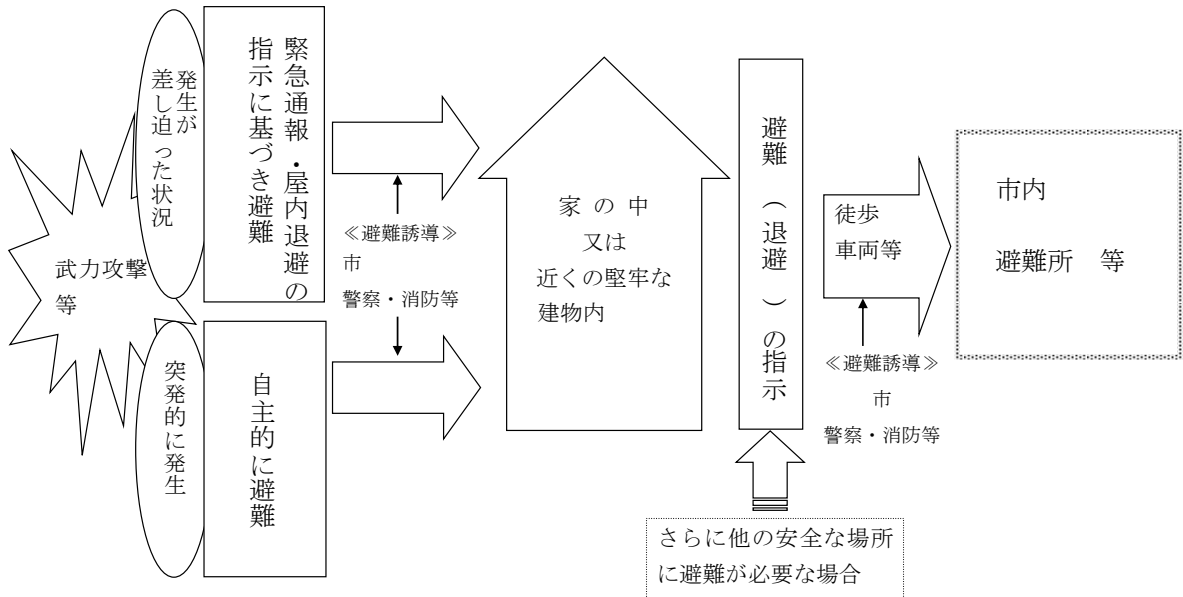 武力攻撃
等
発生が
差し迫った状況
緊急通報・屋内退避の
指示に基づき避難
突発的に発生
自主的に避難
≪避難誘導≫
市
警察・消防等
家の中
又は
近くの堅牢な
建物内
避難（退避）の指示
さらに他の安全な場所
に避難が必要な場合
徒歩
車両等
≪避難誘導≫
市
警察・消防等
市内
避難所　等